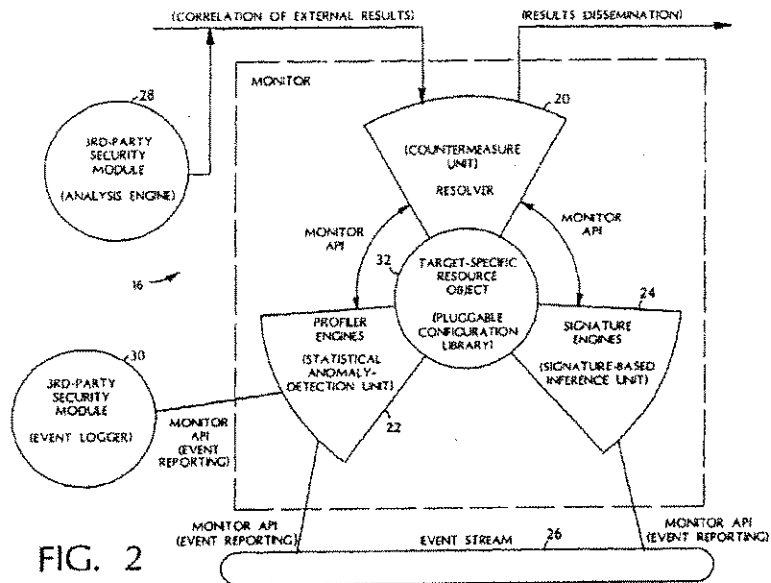 (CORRELATION OF EXTERNAL RESULTS)
(RESULTS DISSEMINATION)
MONITOR
28
3RD-PARTY
SECURITY
MODULE
(ANALYSIS ENGINE)
20
(COUNTERMEASURE
UNIT)
RESOLVER
MONITOR
API
MONITOR
API
16
32
TARGET-SPECIFIC
RESOURCE
OBJECT
(PLUGGABLE
CONFIGURATION
LIBRARY)
PROFILER
ENGINES
(STATISTICAL
ANOMALY-
DETECTION UNIT)
22
24
SIGNATURE
ENGINES
(SIGNATURE-BASED
INFERENCE UNIT)
30
3RD-PARTY
SECURITY
MODULE
(EVENT LOGGER)
MONITOR
API
(EVENT
REPORTING)
MONITOR API
(EVENT REPORTING)
EVENT STREAM
26
MONITOR API
(EVENT REPORTING)
FIG. 2